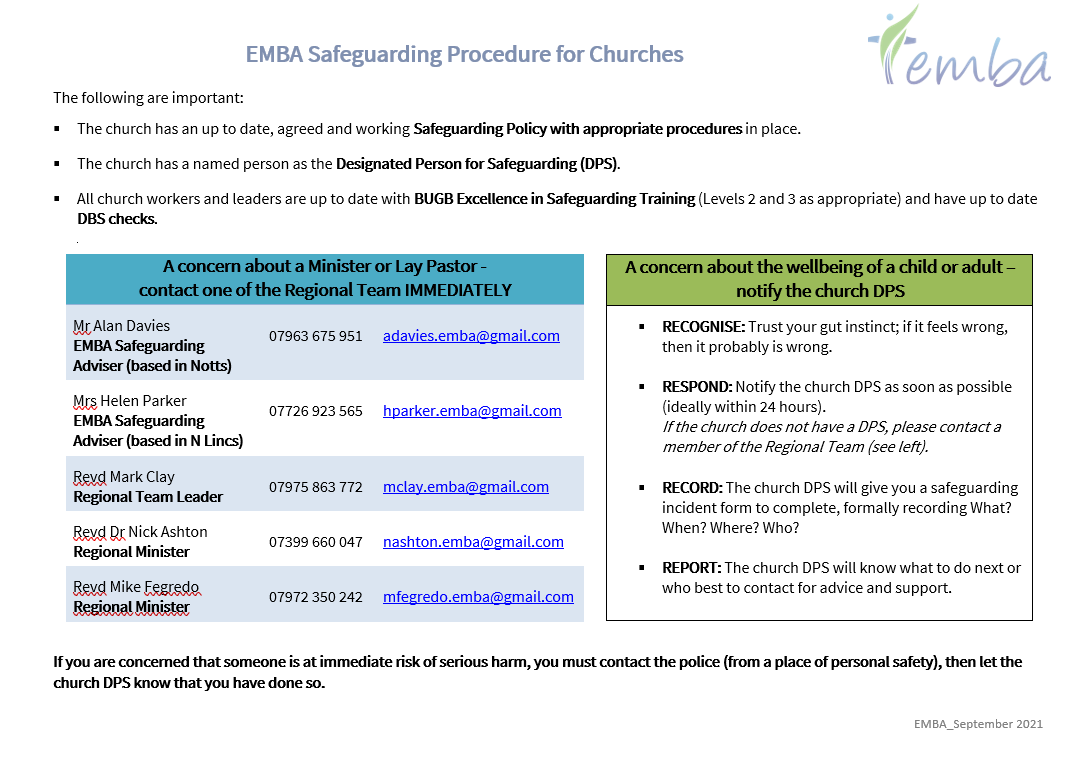 EMBA Safeguarding Procedure for Churches
emba
The following are important:
▪ The church has an up to date, agreed and working Safeguarding Policy with appropriate procedures in place.
▪ The church has a named person as the Designated Person for Safeguarding (DPS).
▪ All church workers and leaders are up to date with BUGB Excellence in Safeguarding Training (Levels 2 and 3 as appropriate) and have up to date
DBS checks.
.
A concern about a Minister or Lay Pastor -
contact one of the Regional Team IMMEDIATELY
Mr Alan Davies
EMBA Safeguarding
Adviser (based in Notts)
07963 675 951
adavies.emba@gmail.com
Mrs Helen Parker
EMBA Safeguarding
Adviser (based in N Lincs)
07726 923 565
hparker.emba@gmail.com
Revd Mark Clay
Regional Team Leader
07975 863 772
mclay.emba@gmail.com
Revd Dr Nick Ashton
Regional Minister
07399 660 047
nashton.emba@gmail.com
Revd Mike Fegredo
Regional Minister
07972 350 242
mfegredo.emba@gmail.com
A concern about the wellbeing of a child or adult –
notify the church DPS
▪ RECOGNISE: Trust your gut instinct; if it feels wrong,
then it probably is wrong.
▪ RESPOND: Notify the church DPS as soon as possible
(ideally within 24 hours).
If the church does not have a DPS, please contact a
member of the Regional Team (see left).
▪ RECORD: The church DPS will give you a safeguarding
incident form to complete, formally recording What?
When? Where? Who?
▪ REPORT: The church DPS will know what to do next or
who best to contact for advice and support.
If you are concerned that someone is at immediate risk of serious harm, you must contact the police (from a place of personal safety), then let the
church DPS know that you have done so.
EMBA_September 2021